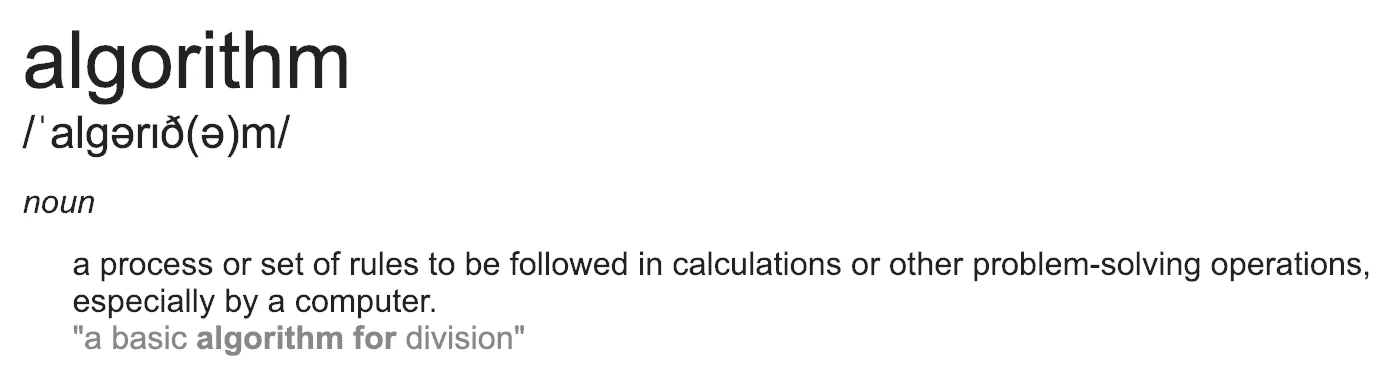 algorithm
/ˈalɡərɪð(ə)m/
noun
a process or set of rules to be followed in calculations or other problem-solving operations,
especially by a computer.
"a basic algorithm for division"